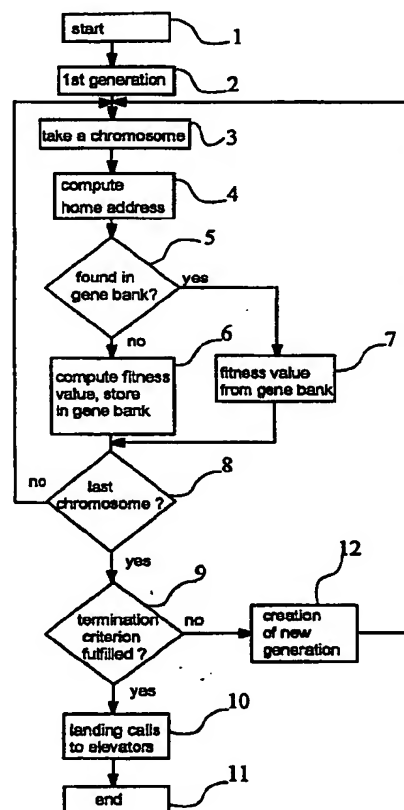 start
1
1st generation
2
take a chromosome
3
compute
home address
4
5
found in
gene bank?
yes
no
6
compute fitness
value, store
in gene bank
7
fitness value
from gene bank
8
no
last
chromosome ?
yes
9
termination
criterion
fulfilled ?
no
12
creation
of new
generation
yes
10
landing calls
to elevators
11
end